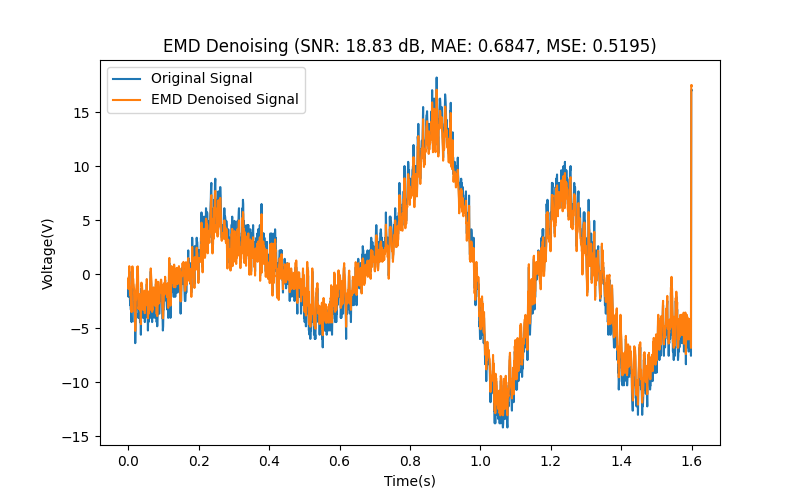 EMD Denoising (SNR: 18.83 dB, MAE: 0.6847, MSE: 0.5195)
Original Signal
EMD Denoised Signal
15
10
5
0
−5
−10
−15
Voltage(V)
0.0 0.2 0.4 0.6 0.8 1.0 1.2 1.4 1.6
Time(s)